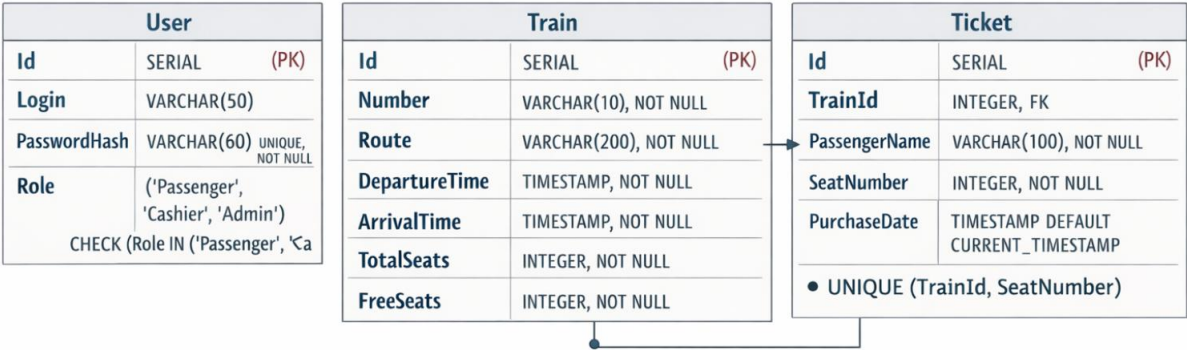 User
Id SERIAL (PK)
Login VARCHAR(50)
PasswordHash VARCHAR(60) UNIQUE,
NOT NULL
Role ('Passenger',
'Cashier', 'Admin')
CHECK (Role IN ('Passenger', '
Train
Id SERIAL (PK)
Number VARCHAR(10), NOT NULL
Route VARCHAR(200), NOT NULL
DepartureTime TIMESTAMP, NOT NULL
ArrivalTime TIMESTAMP, NOT NULL
TotalSeats INTEGER, NOT NULL
FreeSeats INTEGER, NOT NULL
Ticket
Id SERIAL (PK)
TrainId INTEGER, FK
PassengerName VARCHAR(100), NOT NULL
SeatNumber INTEGER, NOT NULL
PurchaseDate TIMESTAMP DEFAULT
CURRENT_TIMESTAMP
• UNIQUE (TrainId, SeatNumber)